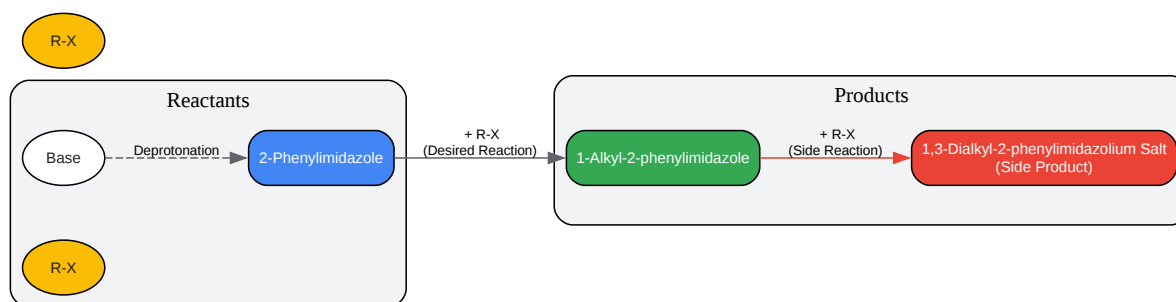 R-X
Reactants
Products
Base
Deprotonation
2-Phenylimidazole
+ R-X
(Desired Reaction)
1-Alkyl-2-phenylimidazole
+ R-X
(Side Reaction)
1,3-Dialkyl-2-phenylimidazolium Salt
(Side Product)
R-X